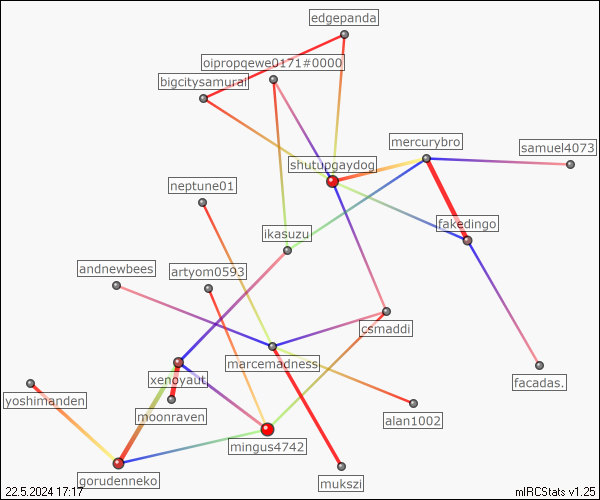 edgepanda
oipropqewe0171#0000
bigcitysamurai
mercurybro
samuel4073
shutupgaydog
neptune01
fakedingo
ikasuzu
andnewbees
artyom0593
csmaddi
marcemadness
xenoyaut.
facadas.
yoshimanden
moonraven
alan1002
mingus4742
gorudenneko
mukszi
22.5.2024 17:17
mIRCStats v1.25